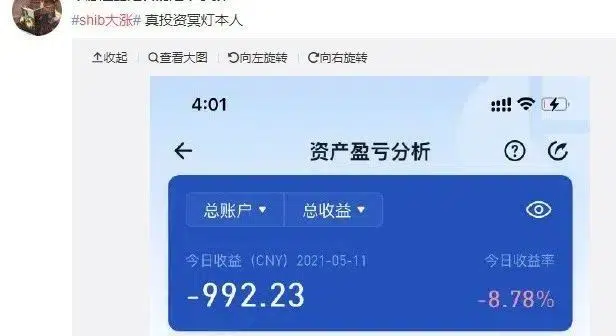 #shib大涨# 真投资冥灯本人
收起 查看大图 向左旋转 向右旋转
4:01
资产盈亏分析
总账户 总收益
今日收益（CNY）2021-05-11 今日收益率
-992.23 -8.78%